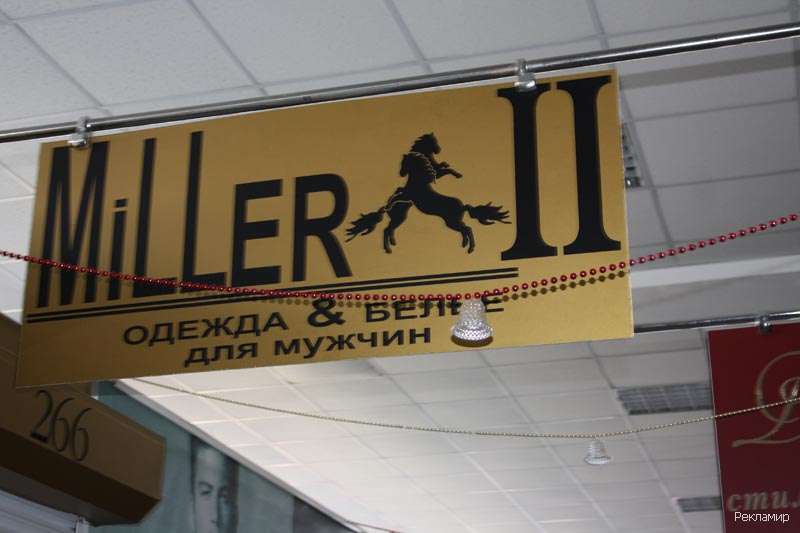 MiLLER II
ОДЕЖДА & БЕЛЬЕ
ДЛЯ МУЖЧИН
266
Рекламир